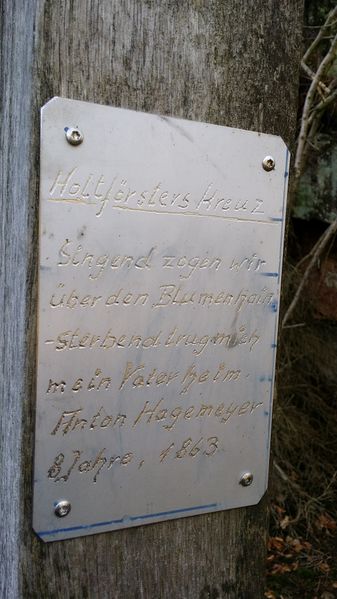 Holtförsters Kreuz
Singend zogen wir
über den Blumenhain
-sterbend trug mich
mein Vater heim.
Anton Hagemeyer
8 Jahre, 1863